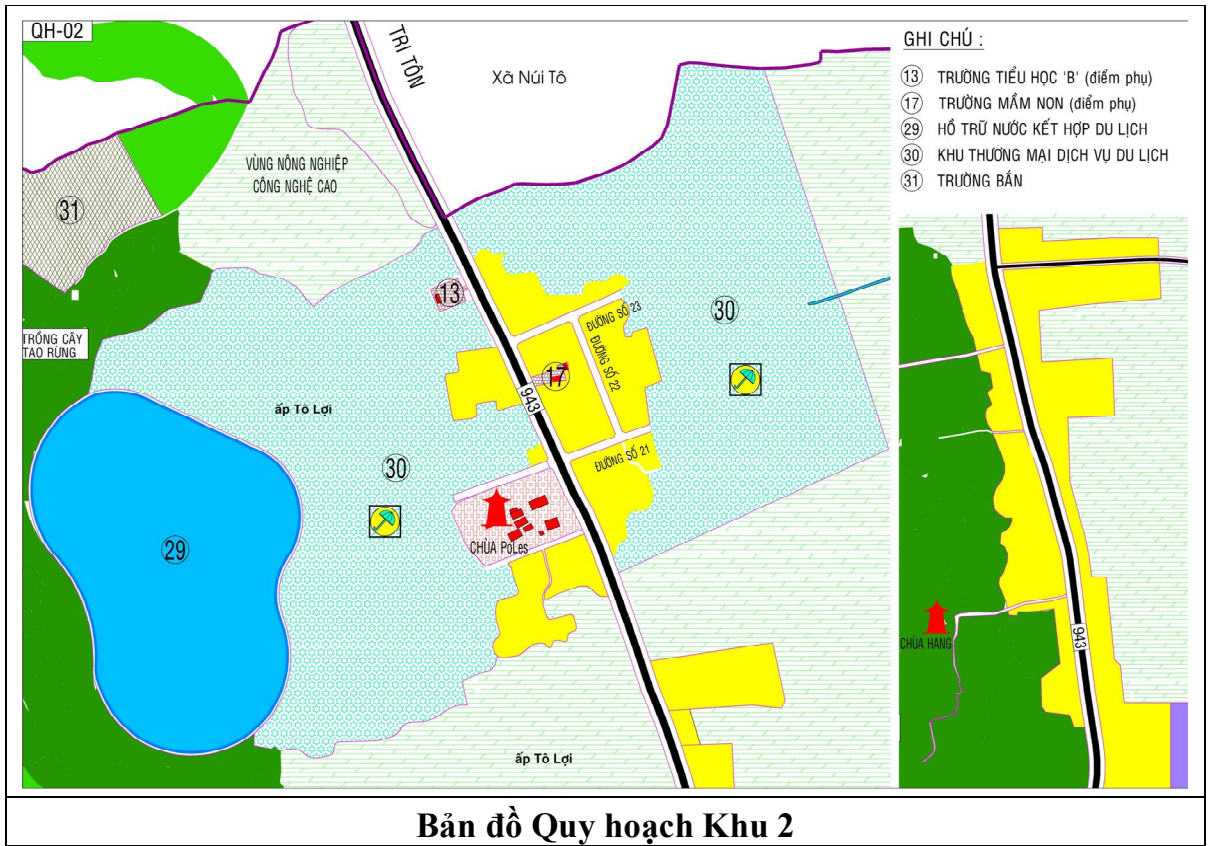 QH-02
TRI TÔN
Xã Núi Tô
GHI CHÚ :
13 TRƯỜNG TIỂU HỌC 'B' (điểm phụ)
17 TRƯỜNG MẦM NON (điểm phụ)
29 HỒ TRỮ NƯỚC KẾT HỢP DU LỊCH
30 KHU THƯƠNG MẠI DỊCH VỤ DU LỊCH
31 TRƯỜNG BẮN
VÙNG NÔNG NGHIỆP
CÔNG NGHỆ CAO
31
13
30
ĐƯỜNG SỐ 23
ĐƯỜNG SỐ 22
TRỒNG CÂY
TẠO RỪNG
17
943
ấp Tô Lợi
30
ĐƯỜNG SỐ 21
29
CHÙA PoLes
943
CHÙA HANG
ấp Tô Lợi
Bản đồ Quy hoạch Khu 2